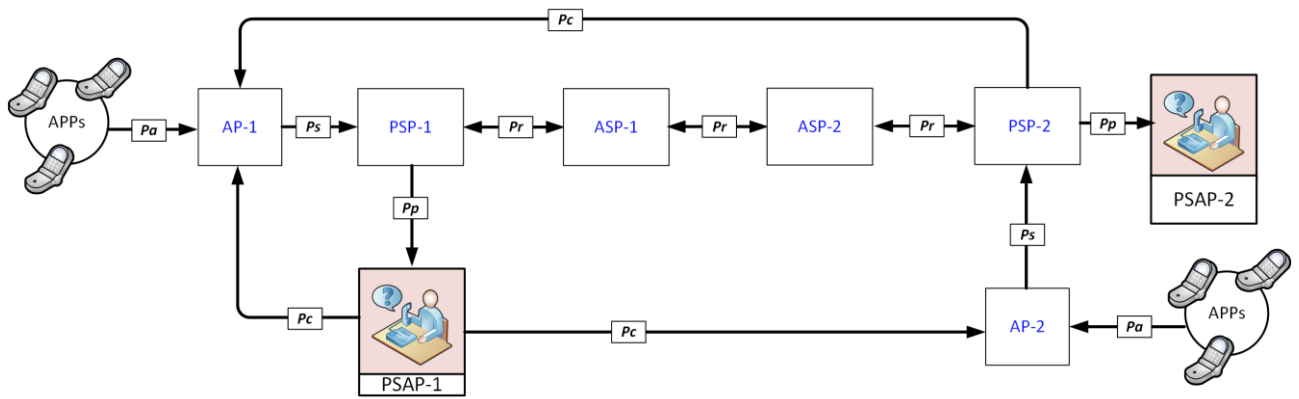 Pc
APPs
Pa
AP-1
Ps
PSP-1
Pr
ASP-1
Pr
ASP-2
Pr
PSP-2
Pp
?
PSAP-2
Pp
Ps
?
PSAP-1
Pc
Pc
AP-2
Pa
APPs